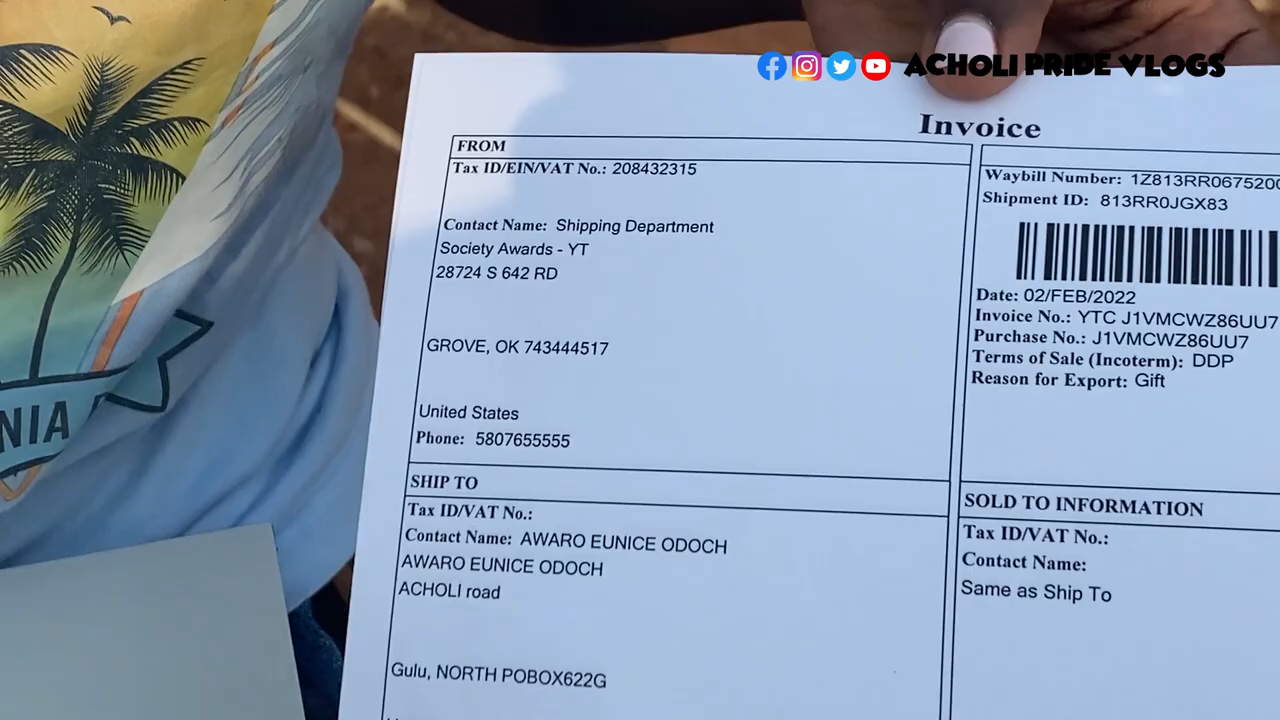 ACHOLI PRIDE VLOGS
Invoice
FROM
Tax ID/EIN/VAT No.: 208432315
Contact Name: Shipping Department
Society Awards - YT
28724 S 642 RD
GROVE, OK 743444517
United States
Phone: 5807655555
Waybill Number: 1Z813RR0675200
Shipment ID: 813RR0JGX83
Date: 02/FEB/2022
Invoice No.: YTC J1VMCWZ86UU7
Purchase No.: J1VMCWZ86UU7
Terms of Sale (Incoterm): DDP
Reason for Export: Gift
SHIP TO
Tax ID/VAT No.:
Contact Name: AWARO EUNICE ODOCH
AWARO EUNICE ODOCH
ACHOLI road
Gulu, NORTH POBOX622G
SOLD TO INFORMATION
Tax ID/VAT No.:
Contact Name:
Same as Ship To
NIA